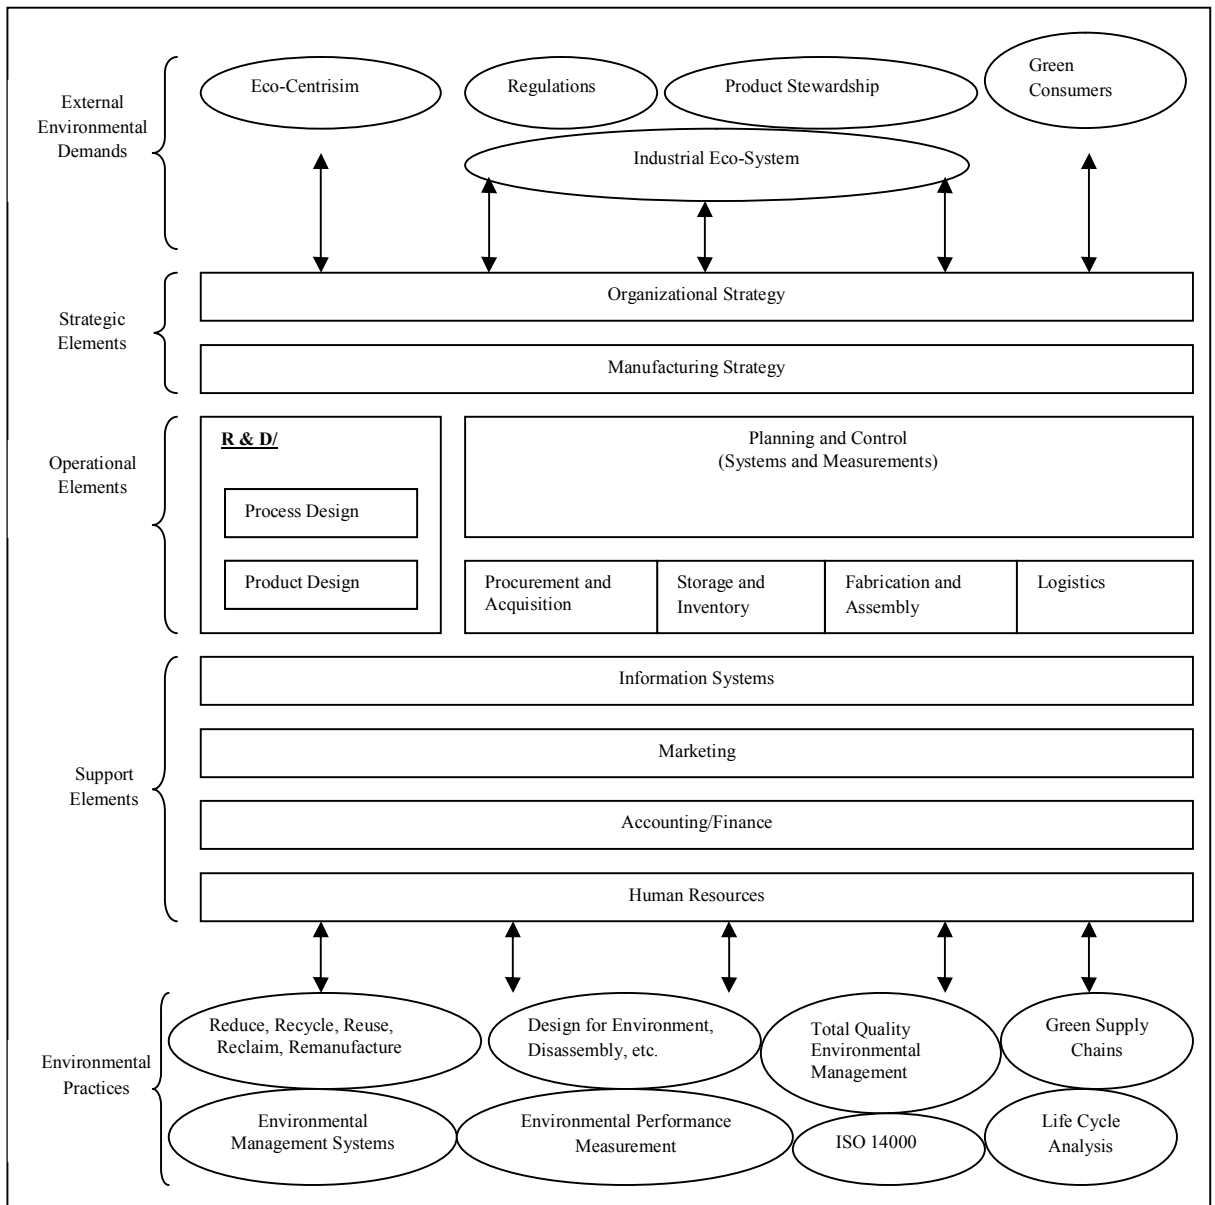 External
Environmental
Demands
Eco-Centrisim
Regulations
Product Stewardship
Green
Consumers
Industrial Eco-System
Strategic
Elements
Organizational Strategy
Manufacturing Strategy
Operational
Elements
R & D/
Process Design
Product Design
Planning and Control
(Systems and Measurements)
Procurement and
Acquisition
Storage and
Inventory
Fabrication and
Assembly
Logistics
Support
Elements
Information Systems
Marketing
Accounting/Finance
Human Resources
Environmental
Practices
Reduce, Recycle, Reuse,
Reclaim, Remanufacture
Design for Environment,
Disassembly, etc.
Total Quality
Environmental
Management
Green Supply
Chains
Environmental
Management Systems
Environmental Performance
Measurement
ISO 14000
Life Cycle
Analysis